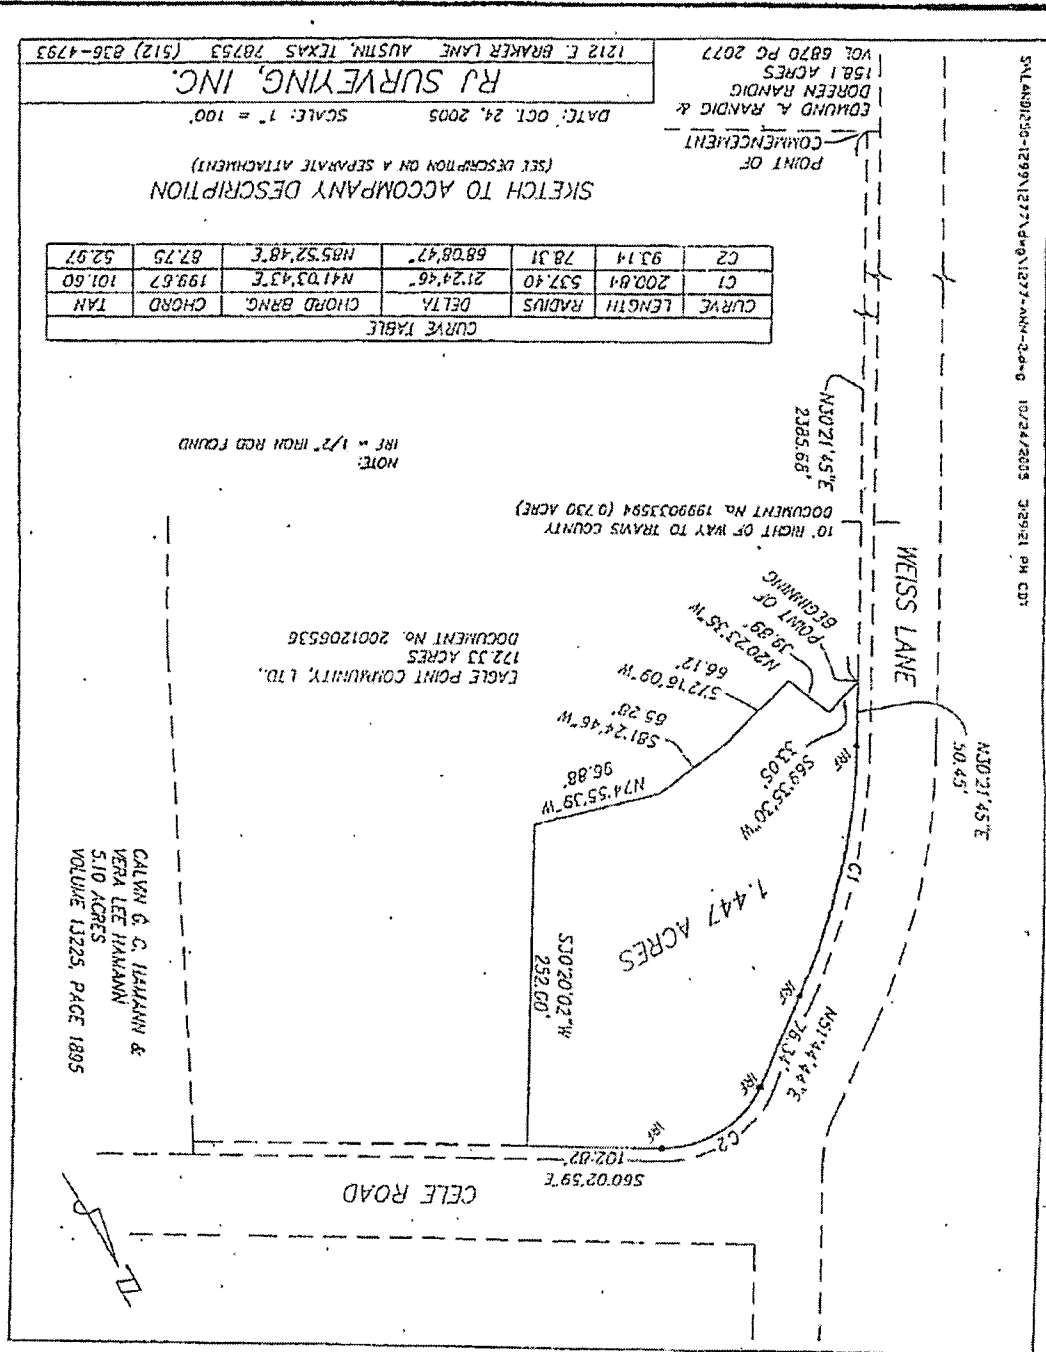 CELE ROAD
S60°02'59"E
102.82'
C2
IRF
IRF
N51°44'44"E
76.34'
IRF
S30°20'02"W
252.00'
CALVIN G. C. HAMANN &
VERA LEE HAMANN
5.10 ACRES
VOLUME 13225, PAGE 1895
1.447 ACRES
C1
N74°55'39"W
96.88'
S81°24'46"W
65.28'
S72°16'09"W
66.12'
N20°23'35"W
39.89'
S69°35'30"W
33.05'
IRF
N30°21'45"E
50.45'
POINT OF
BEGINNING
WEISS LANE
EAGLE POINT COMMUNITY, LTD.,
172.33 ACRES
DOCUMENT No. 2001206536
10' RIGHT OF WAY TO TRAVIS COUNTY
DOCUMENT No. 1999033594 (0.730 ACRE)
N30°21'45"E
2385.68'
NOTE:
IRF = 1/2" IRON ROD FOUND
CURVE TABLE
CURVE LENGTH RADIUS DELTA CHORD BRNG. CHORD TAN
C1 200.84 537.40 21°24'46" N41°03'43"E 199.67 101.60
C2 93.14 78.31 68°08'47" N85°52'48"E 87.75 52.97
SKETCH TO ACCOMPANY DESCRIPTION
(SEE DESCRIPTION ON A SEPARATE ATTACHMENT)
DATE: OCT. 24, 2005 SCALE: 1" = 100'
RJ SURVEYING, INC.
1212 E. BRAKER LANE AUSTIN, TEXAS 78753 (512) 836-4793
POINT OF
COMMENCEMENT
EDMUND A. RANDIG &
DOREEN RANDIG
158.1 ACRES
VOL 6870 PG 2077
10/24/2005 3:29:21 PM CDT